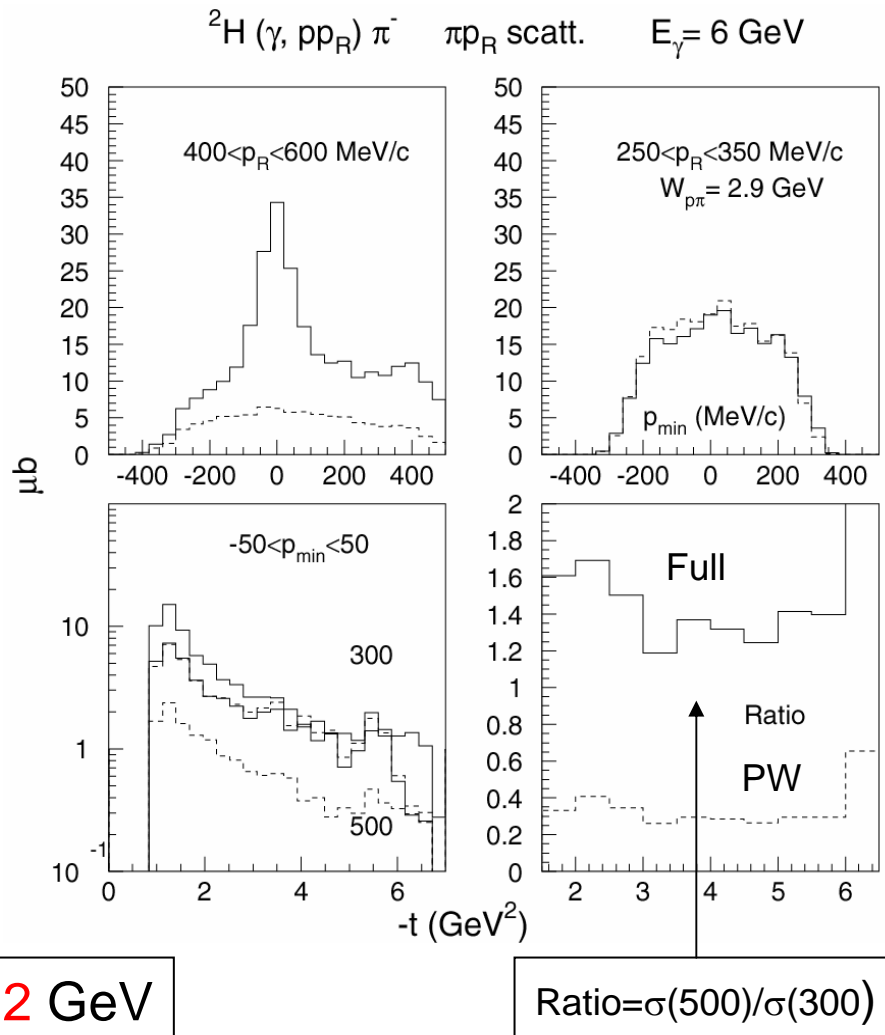 ²H (γ, pp_R) π⁻ πp_R scatt. E_γ= 6 GeV
50
45
40
35
30
25
20
15
10
5
0
400<p_R<600 MeV/c
-400 -200 0 200 400
50
45
40
35
30
25
20
15
10
5
0
250<p_R<350 MeV/c
W_pπ= 2.9 GeV
p_min (MeV/c)
-400 -200 0 200 400
μb
-50<p_min<50
10
1
10⁻¹
300
500
0 2 4 6
2
1.8
1.6
1.4
1.2
1
0.8
0.6
0.4
0.2
0
Full
Ratio
PW
2 3 4 5 6
-t (GeV²)
2 GeV
Ratio=σ(500)/σ(300)